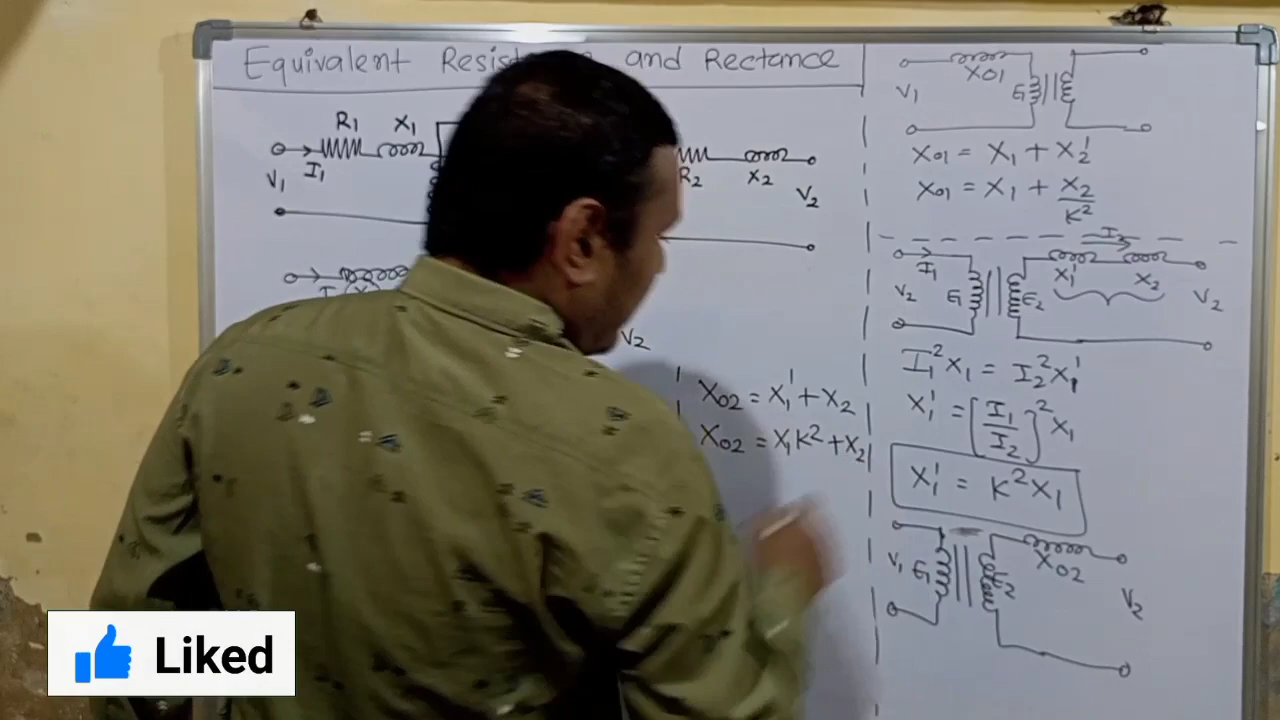 Equivalent and Rectance
R1 X1
I1
V1
R2 X2
V2
V2
X02 = X1' + X2
X02 = X1K² + X2
X01
V1 E1
X01 = X1 + X2'
X01 = X1 + X2/K²
I2
I1
V2 E1 E2 X1' X2 V2
I1²X1 = I2²X1'
X1' = [I1/I2]² X1
X1' = K²X1
V1 E1 E2 X02 V2
Liked